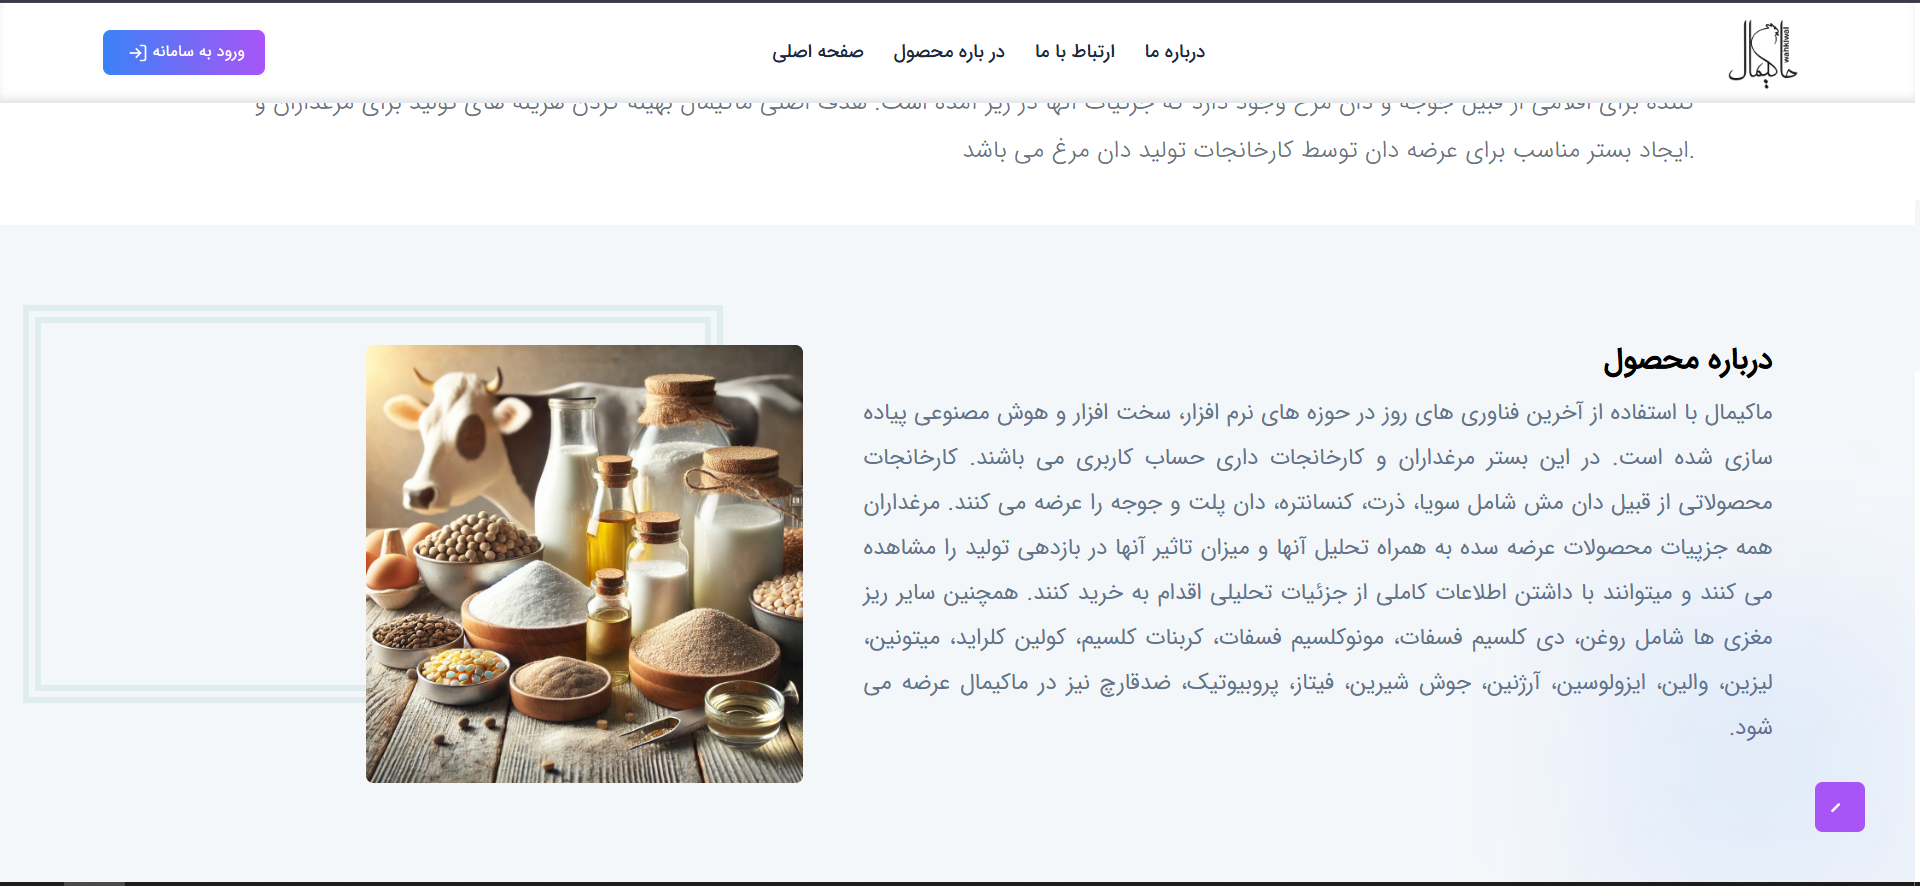 حاکیمال
wahkiwal
درباره ما
ارتباط با ما
در باره محصول
صفحه اصلی
ورود به سامانه
کننده برای اقلامی از قبیل جوجه و دان مرغ وجود دارد که جزئیات آنها در زیر آمده است. هدف اصلی ماکیمال بهینه کردن هزینه های تولید برای مرغداران و
.ایجاد بستر مناسب برای عرضه دان توسط کارخانجات تولید دان مرغ می باشد
درباره محصول
ماکیمال با استفاده از آخرین فناوری های روز در حوزه های نرم افزار، سخت افزار و هوش مصنوعی پیاده
سازی شده است. در این بستر مرغداران و کارخانجات داری حساب کاربری می باشند. کارخانجات
محصولاتی از قبیل دان مش شامل سویا، ذرت، کنسانتره، دان پلت و جوجه را عرضه می کنند. مرغداران
همه جزپیات محصولات عرضه سده به همراه تحلیل آنها و میزان تاثیر آنها در بازدهی تولید را مشاهده
می کنند و میتوانند با داشتن اطلاعات کاملی از جزئیات تحلیلی اقدام به خرید کنند. همچنین سایر ریز
مغزی ها شامل روغن، دی کلسیم فسفات، مونوکلسیم فسفات، کربنات کلسیم، کولین کلراید، میتونین،
لیزین، والین، ایزولوسین، آرژنین، جوش شیرین، فیتاز، پروبیوتیک، ضدقارچ نیز در ماکیمال عرضه می
شود.